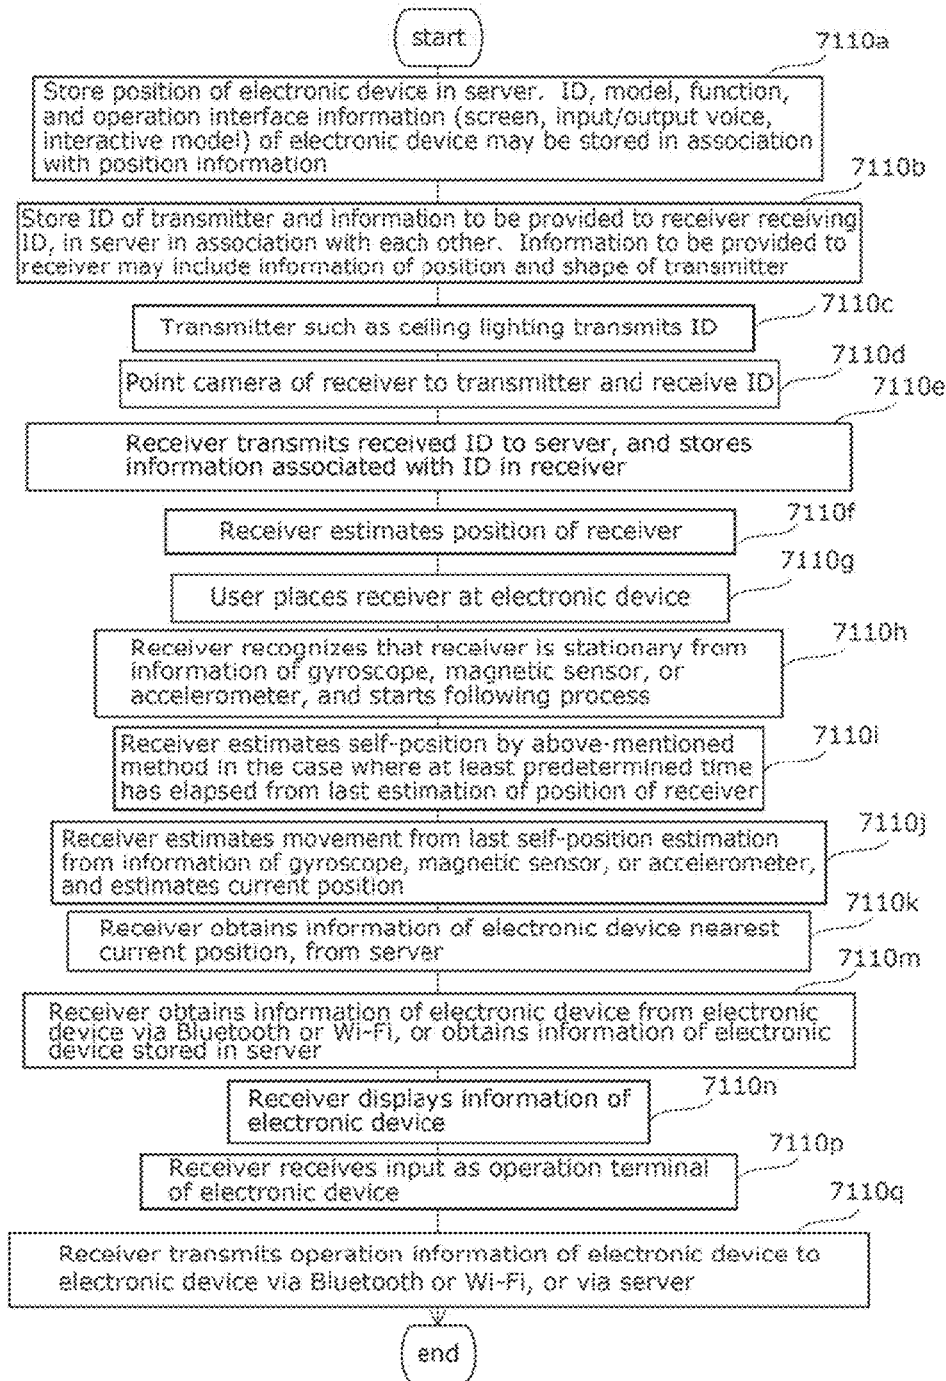 start
7110a
Store position of electronic device in server. ID, model, function,
and operation interface information (screen, input/output voice,
interactive model) of electronic device may be stored in association
with position information
7110b
Store ID of transmitter and information to be provided to receiver receiving
ID, in server in association with each other. Information to be provided to
receiver may include information of position and shape of transmitter
7110c
Transmitter such as ceiling lighting transmits ID
7110d
Point camera of receiver to transmitter and receive ID
7110e
Receiver transmits received ID to server, and stores
information associated with ID in receiver
7110f
Receiver estimates position of receiver
7110g
User places receiver at electronic device
7110h
Receiver recognizes that receiver is stationary from
information of gyroscope, magnetic sensor, or
accelerometer, and starts following process
7110i
Receiver estimates self-position by above-mentioned
method in the case where at least predetermined time
has elapsed from last estimation of position of receiver
7110j
Receiver estimates movement from last self-position estimation
from information of gyroscope, magnetic sensor, or accelerometer,
and estimates current position
7110k
Receiver obtains information of electronic device nearest
current position, from server
7110m
Receiver obtains information of electronic device from electronic
device via Bluetooth or Wi-Fi, or obtains information of electronic
device stored in server
7110n
Receiver displays information of
electronic device
7110p
Receiver receives input as operation terminal
of electronic device
7110q
Receiver transmits operation information of electronic device to
electronic device via Bluetooth or Wi-Fi, or via server
end